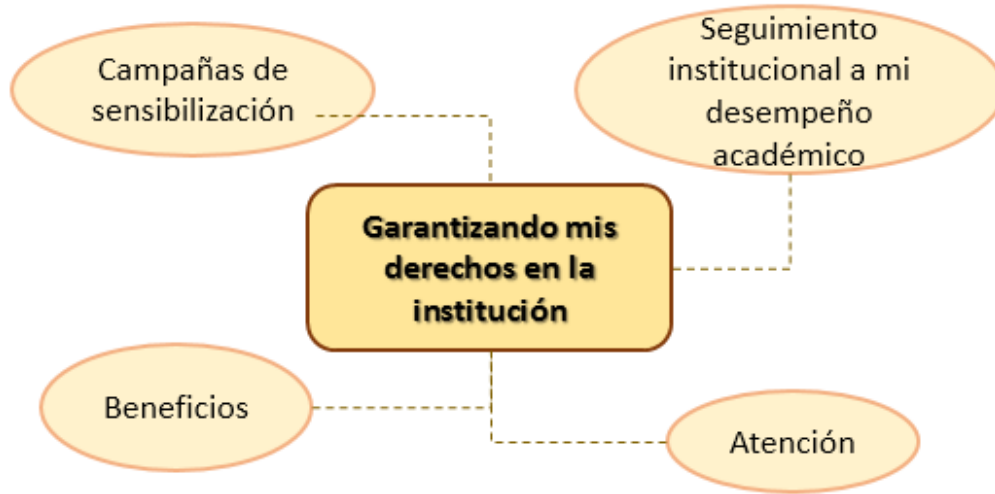 Campañas de
sensibilización
Seguimiento
institucional a mi
desempeño
académico
Garantizando mis
derechos en la
institución
Beneficios
Atención